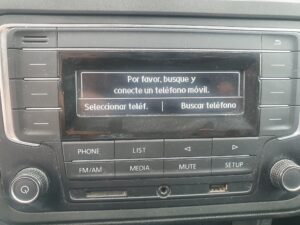 Por favor, busque y
conecte un teléfono móvil.
Seleccionar teléf. | Buscar teléfono
PHONE LIST
FM/AM MEDIA MUTE SETUP